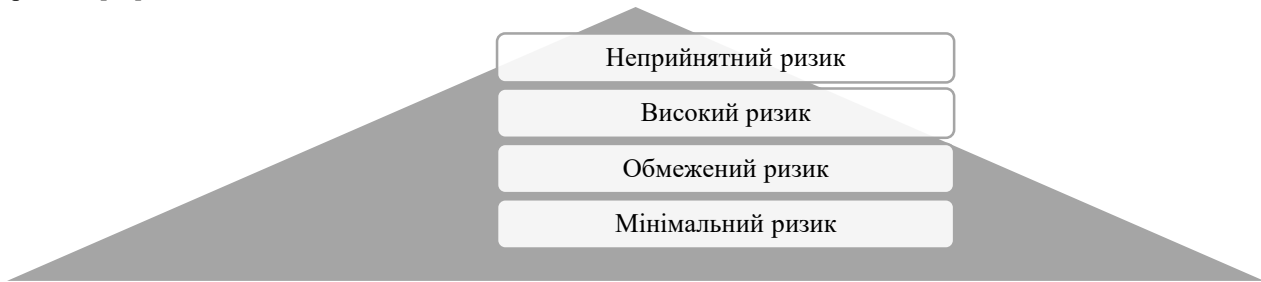 Неприйнятний ризик
Високий ризик
Обмежений ризик
Мінімальний ризик